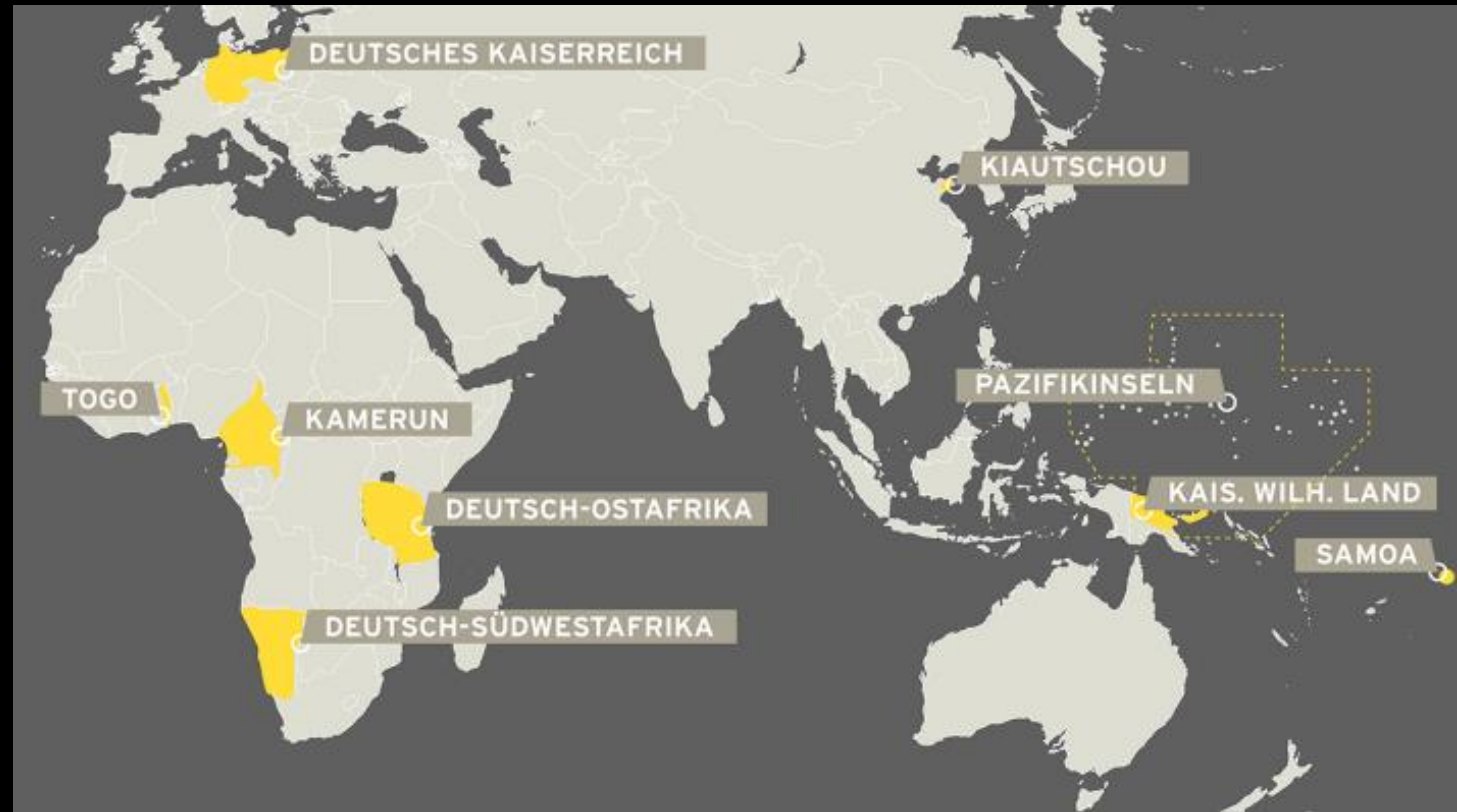 DEUTSCHES KAISERREICH
KIAUTSCHOU
PAZIFIKINSELN
TOGO
KAMERUN
KAIS. WILH. LAND
DEUTSCH-OSTAFRIKA
SAMOA
DEUTSCH-SÜDWESTAFRIKA